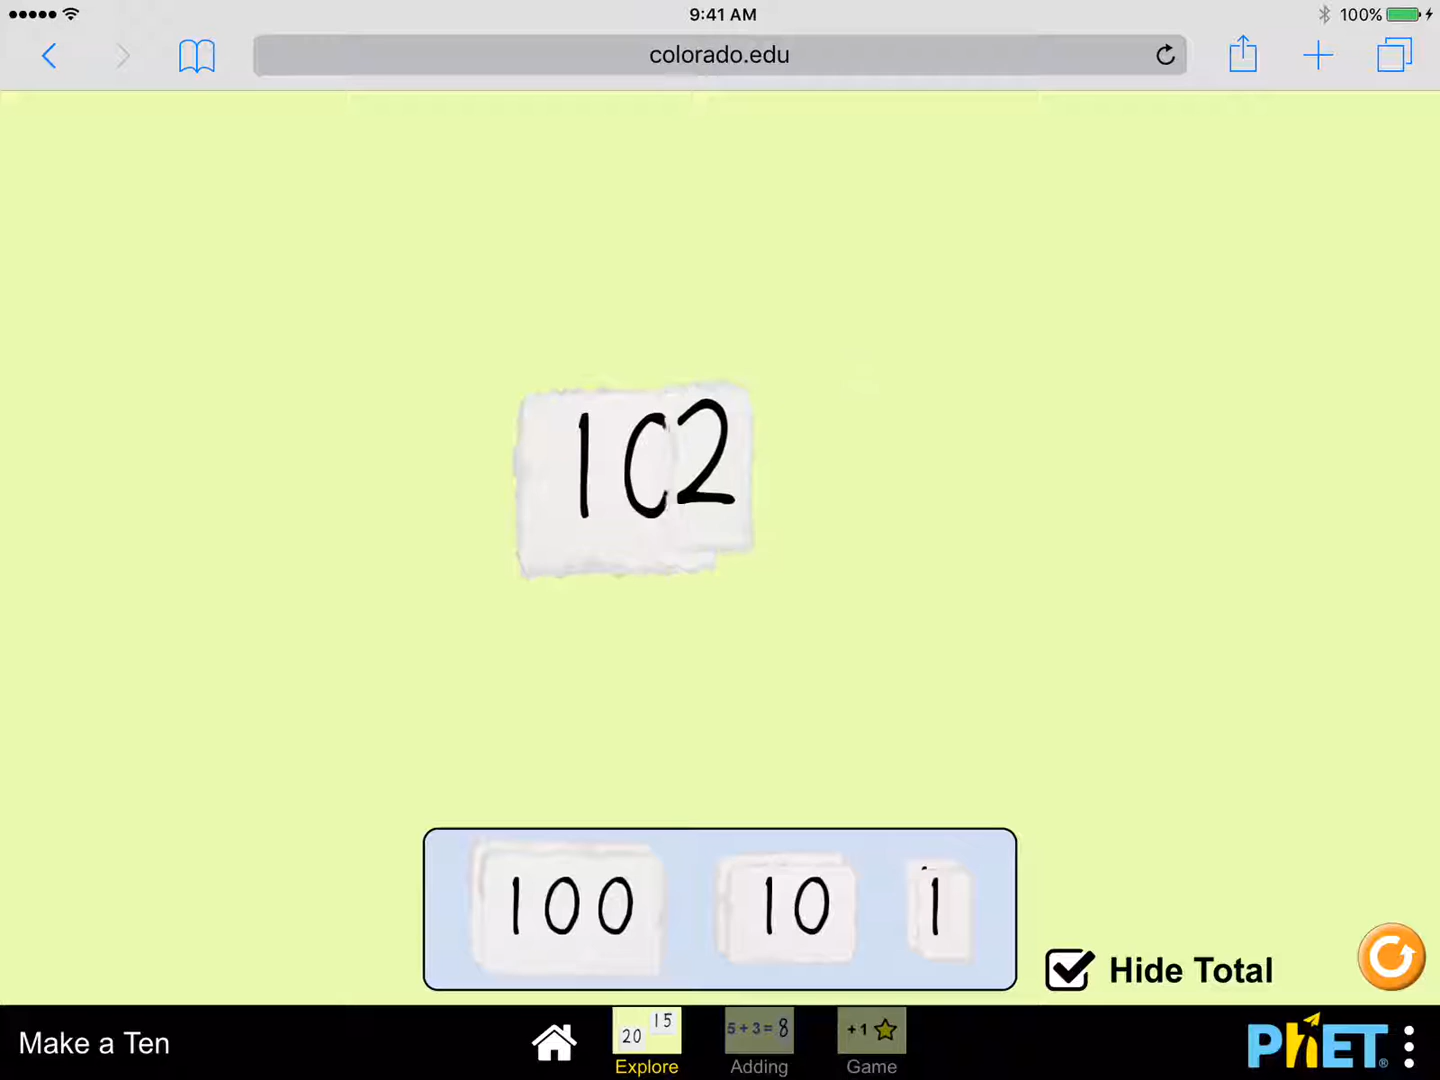 9:41 AM
100%
colorado.edu
102
100 10 1
Hide Total
Make a Ten
20 15
Explore
5 + 3 = 8
Adding
+1
Game
PhET®